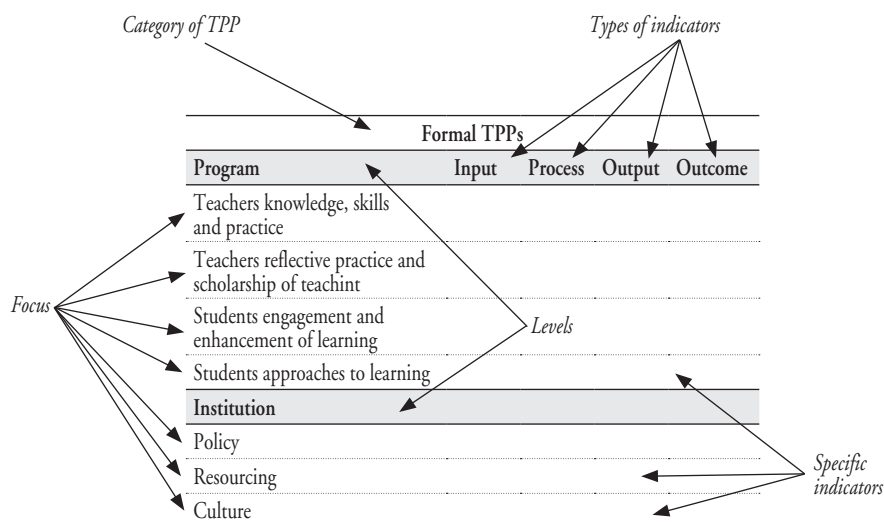 Category of TPP
Types of indicators
Formal TPPs
Program Input Process Output Outcome
Teachers knowledge, skills
and practice
Teachers reflective practice and
scholarship of teachint
Focus
Students engagement and
enhancement of learning
Levels
Students approaches to learning
Institution
Policy
Resourcing
Specific
indicators
Culture